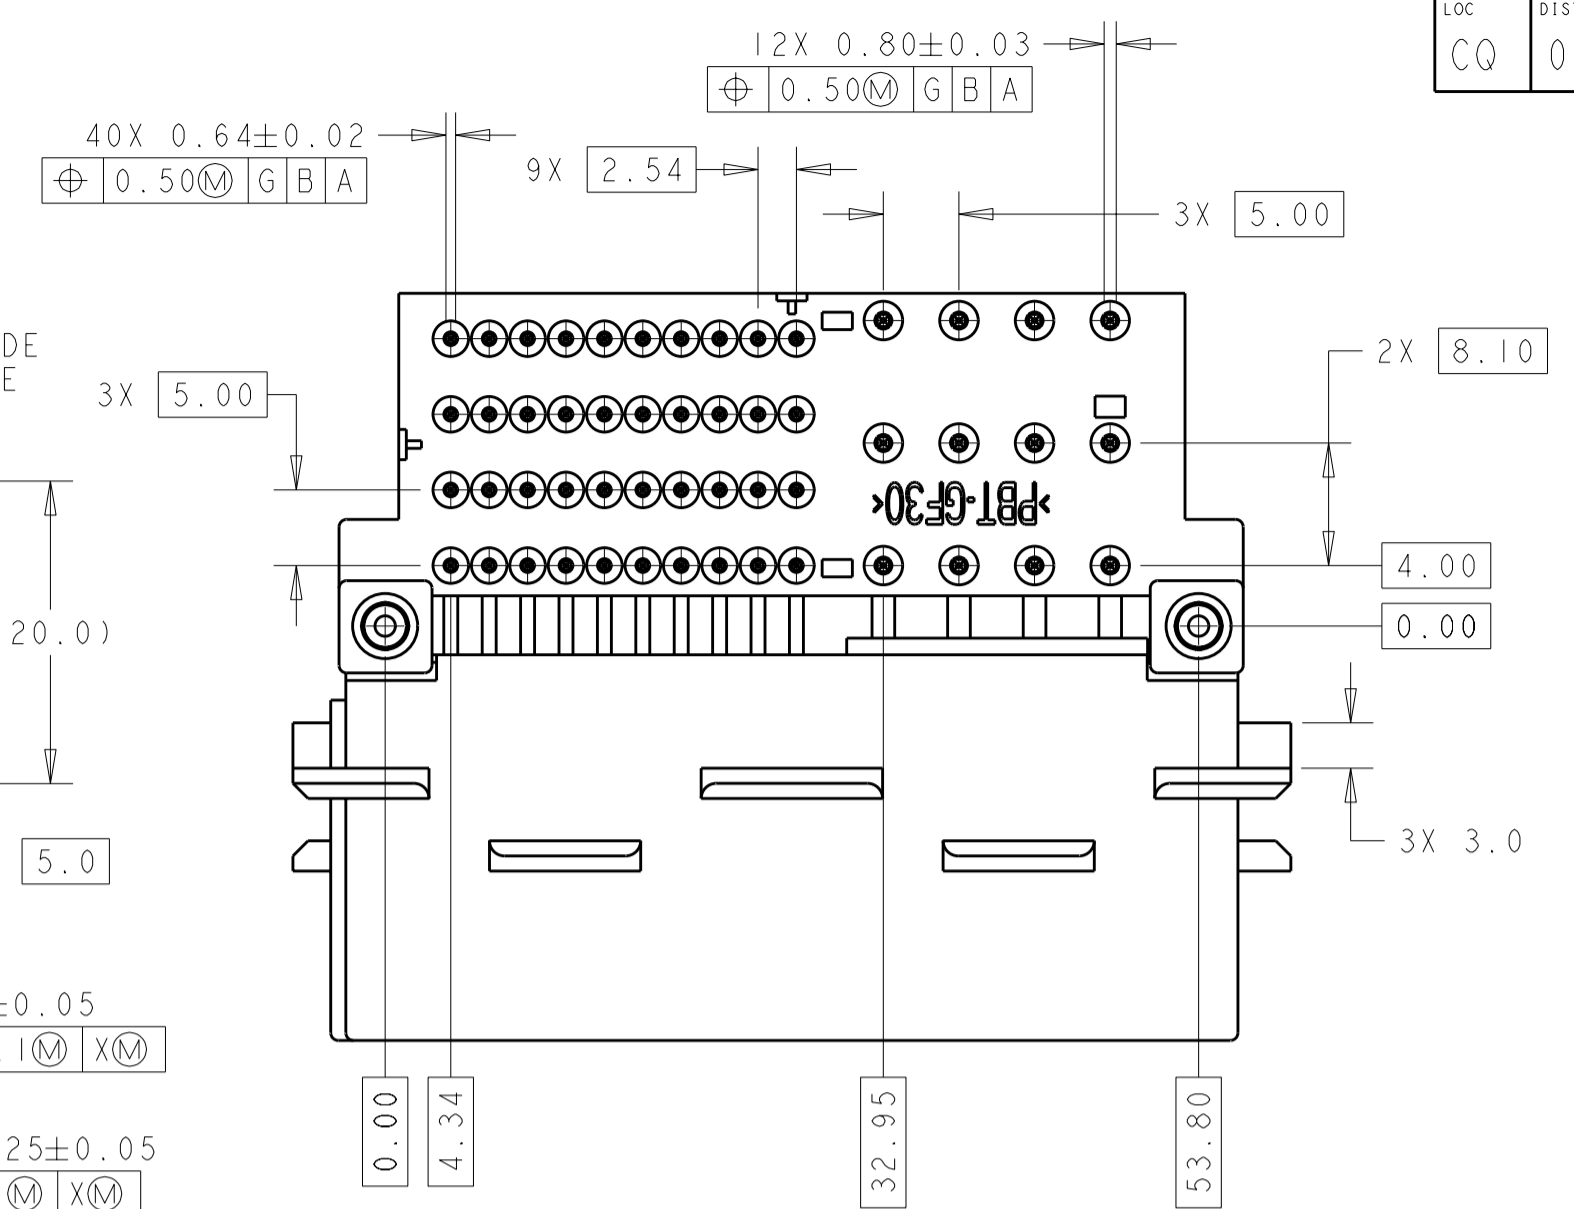 LOC
DIS
CQ
0
12X 0.80±0.03
⌖ 0.50Ⓜ G B A
40X 0.64±0.02
⌖ 0.50Ⓜ G B A
9X 2.54
3X 5.00
DE
E
3X 5.00
2X 8.10
>PBT-GF30<
4.00
20.0)
0.00
5.0
3X 3.0
±0.05
1Ⓜ XⓂ
0.00
4.34
32.95
53.80
25±0.05
Ⓜ XⓂ